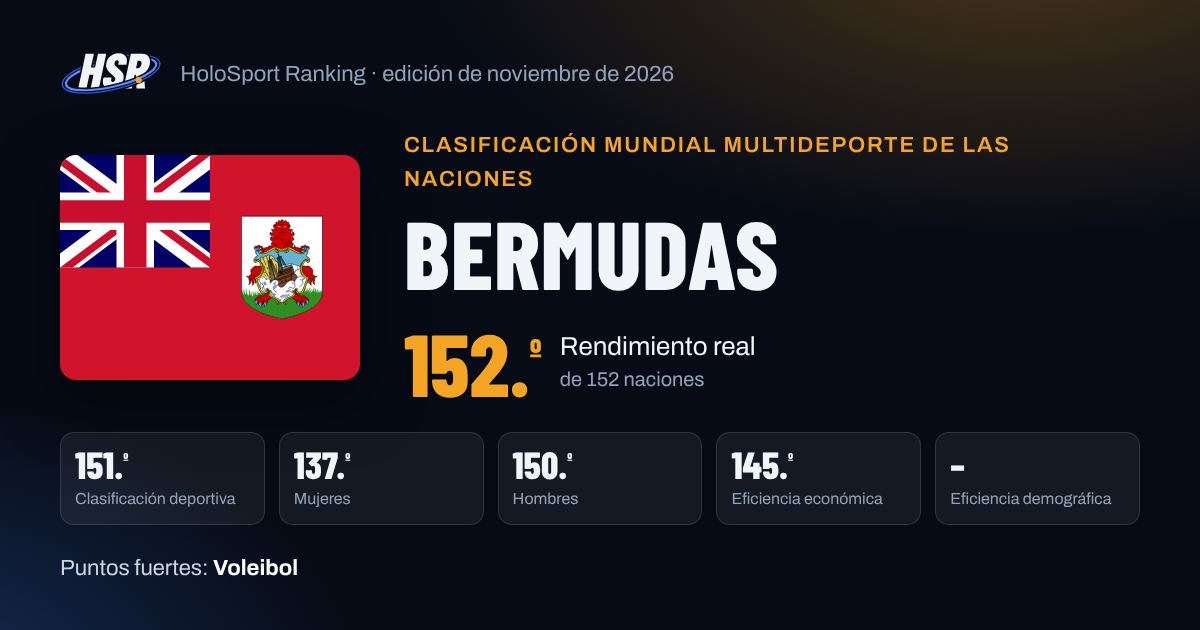 HSR
HoloSport Ranking · edición de noviembre de 2026
CLASIFICACIÓN MUNDIAL MULTIDEPORTE DE LAS
NACIONES
BERMUDAS
152.º
Rendimiento real
de 152 naciones
151.º
Clasificación deportiva
137.º
Mujeres
150.º
Hombres
145.º
Eficiencia económica
–
Eficiencia demográfica
Puntos fuertes: Voleibol